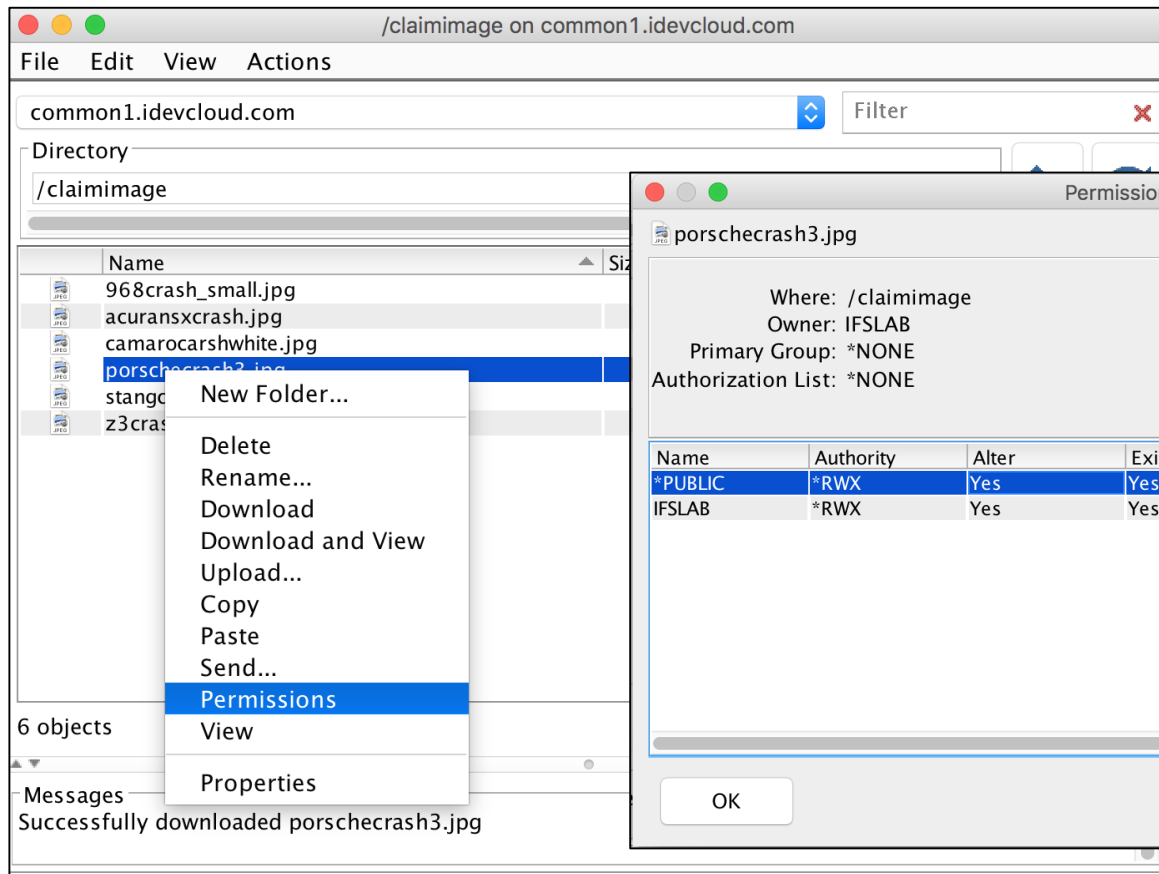 /claimimage on common1.idevcloud.com
File Edit View Actions
common1.idevcloud.com
Filter
Directory
/claimimage
Name
968crash_small.jpg
acuransxcrash.jpg
camarocarshwhite.jpg
porschecrash3.jpg
New Folder...
Delete
Rename...
Download
Download and View
Upload...
Copy
Paste
Send...
Permissions
View
Properties
6 objects
Messages
Successfully downloaded porschecrash3.jpg
porschecrash3.jpg
Where: /claimimage
Owner: IFSLAB
Primary Group: *NONE
Authorization List: *NONE
Name Authority Alter
*PUBLIC *RWX Yes Yes
IFSLAB *RWX Yes Yes
OK